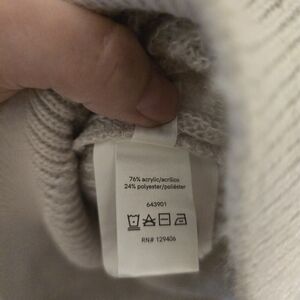 76% acrylic/acrílico
24% polyester/poliéster
643901
RN# 129406